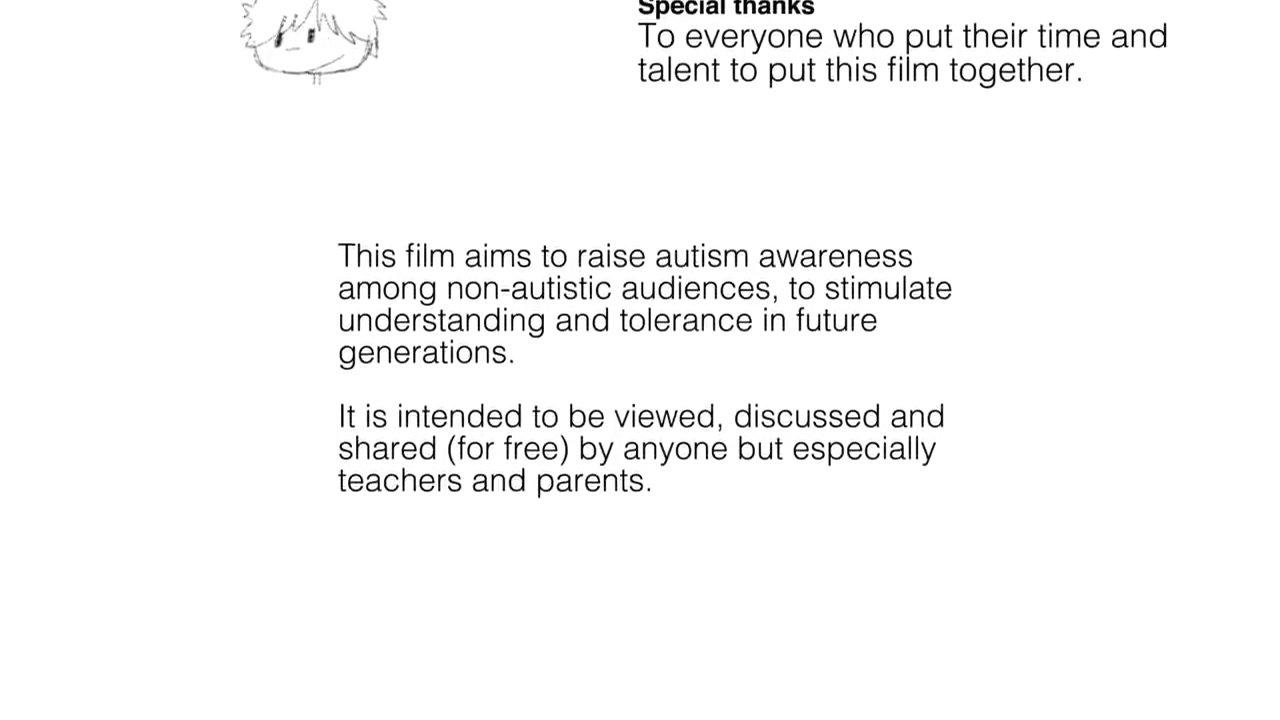 Special thanks
To everyone who put their time and
talent to put this film together.
This film aims to raise autism awareness
among non-autistic audiences, to stimulate
understanding and tolerance in future
generations.
It is intended to be viewed, discussed and
shared (for free) by anyone but especially
teachers and parents.